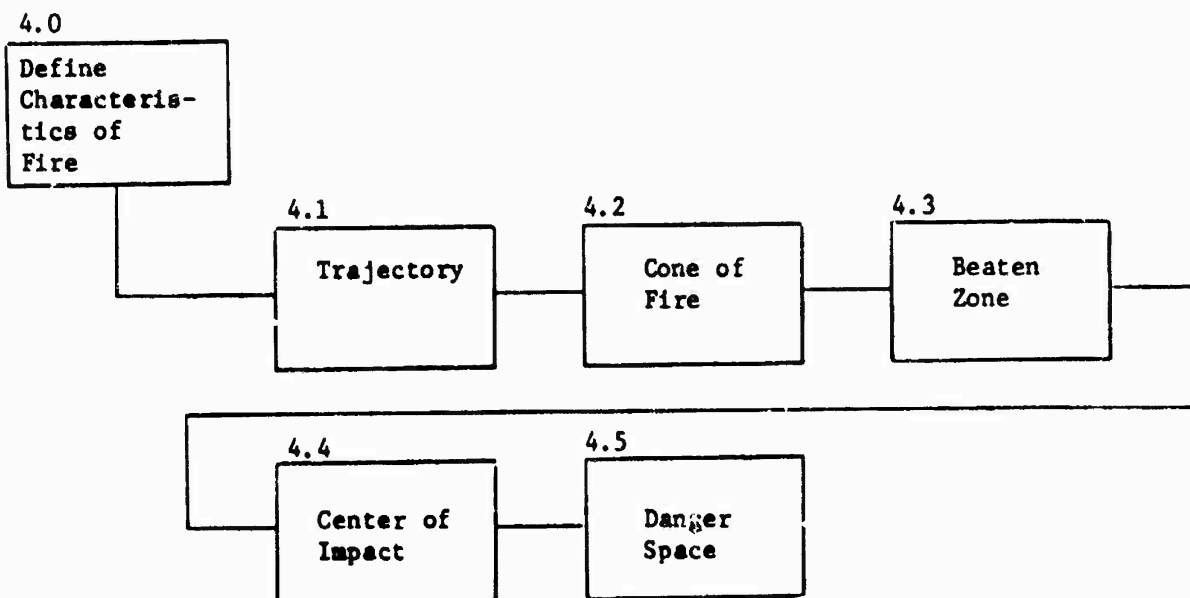 4.0
Define
Characteris-
tics of
Fire
4.1
Trajectory
4.2
Cone of
Fire
4.3
Beaten
Zone
4.4
Center of
Impact
4.5
Danger
Space